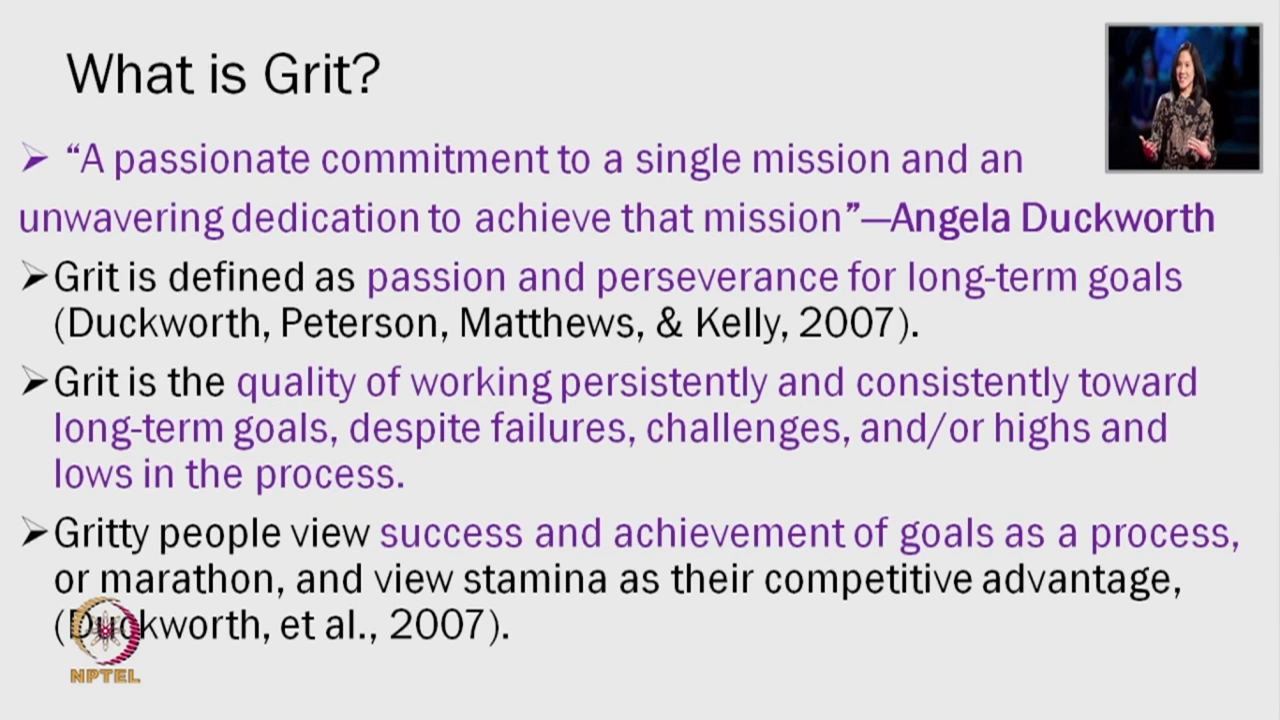 What is Grit?
➢ “A passionate commitment to a single mission and an
unwavering dedication to achieve that mission”—Angela Duckworth
➢Grit is defined as passion and perseverance for long-term goals
(Duckworth, Peterson, Matthews, & Kelly, 2007).
➢Grit is the quality of working persistently and consistently toward
long-term goals, despite failures, challenges, and/or highs and
lows in the process.
➢Gritty people view success and achievement of goals as a process,
or marathon, and view stamina as their competitive advantage,
(Duckworth, et al., 2007).
NPTEL